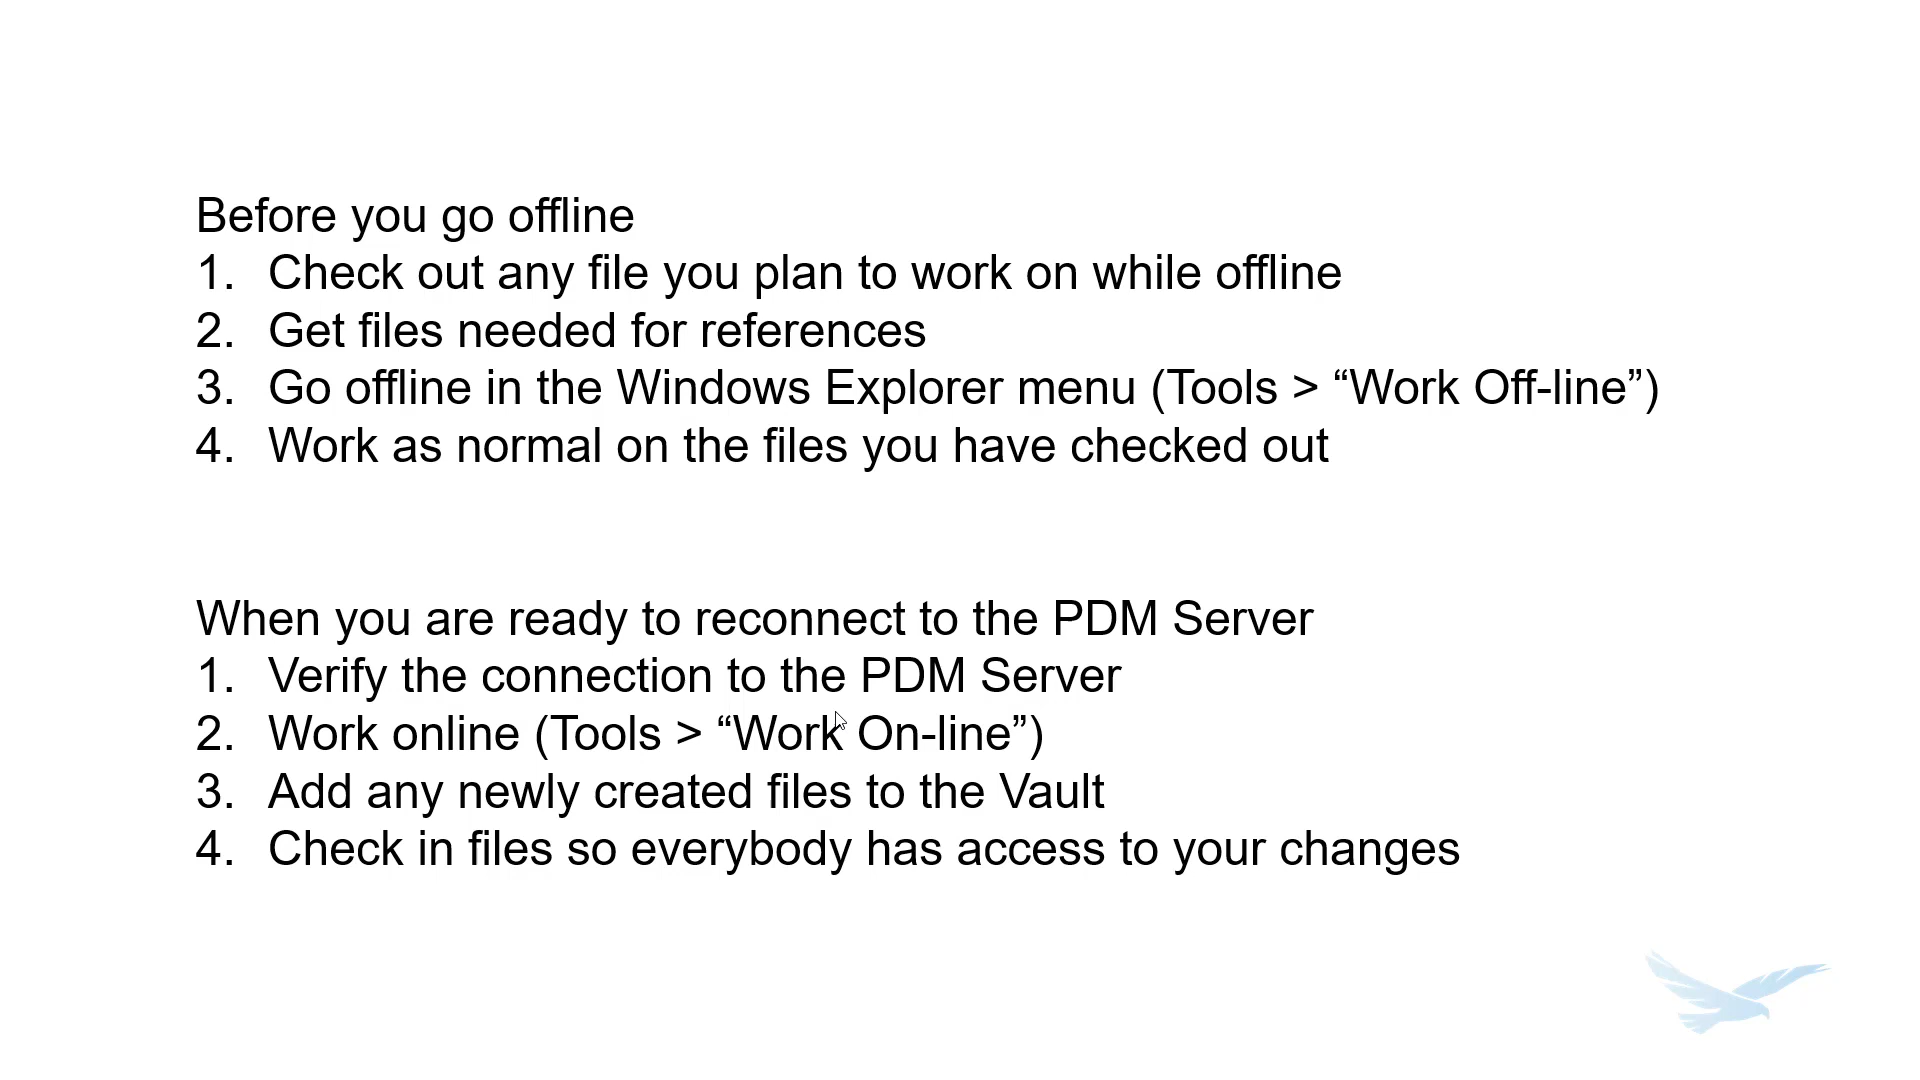 Before you go offline
1. Check out any file you plan to work on while offline
2. Get files needed for references
3. Go offline in the Windows Explorer menu (Tools > “Work Off-line”)
4. Work as normal on the files you have checked out
When you are ready to reconnect to the PDM Server
1. Verify the connection to the PDM Server
2. Work online (Tools > “Work On-line”)
3. Add any newly created files to the Vault
4. Check in files so everybody has access to your changes